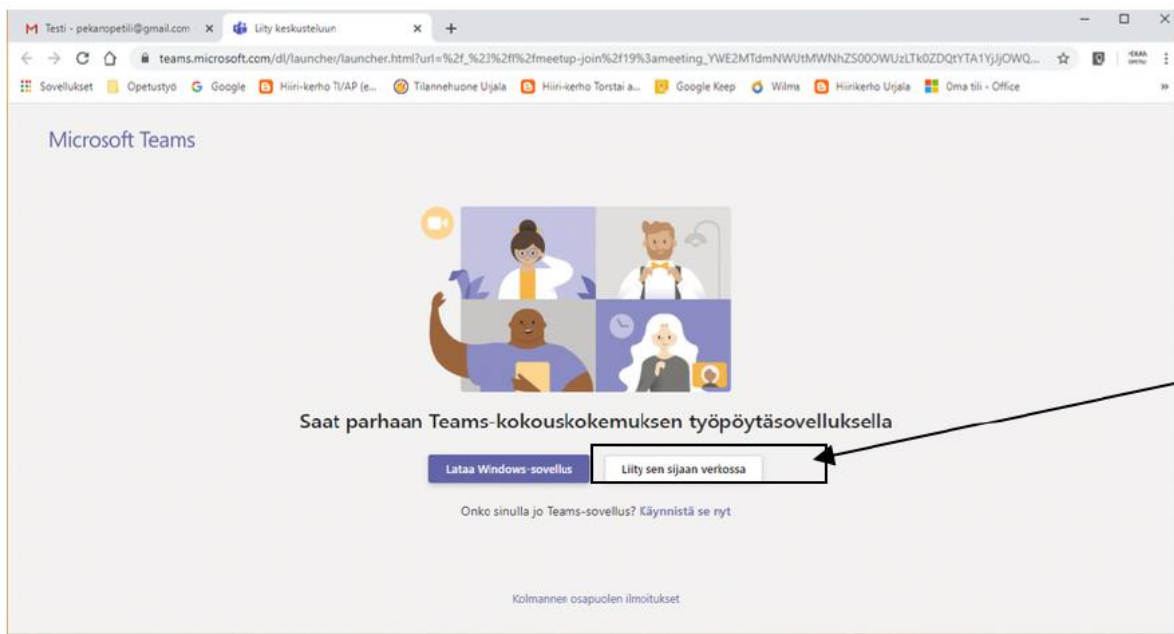 Testi - pekanopetili@gmail.com
Liity keskusteluun
teams.microsoft.com/dl/launcher/launcher.html?url=%2f_%23%2fl%2fmeetup-join%2f19%3ameeting_
Sovellukset Opetustyö Google Hiiri-kerho TI/AP (e... Tilannehuone Urjala Hiiri-kerho Torstai a... Google Keep Wilma Hiirikerho Urjala Oma tili - Office »
Microsoft Teams
Saat parhaan Teams-kokouskokemuksen työpöytäsovelluksella
Lataa Windows-sovellus
Liity sen sijaan verkossa
Onko sinulla jo Teams-sovellus? Käynnistä se nyt
Kolmannen osapuolen ilmoitukset